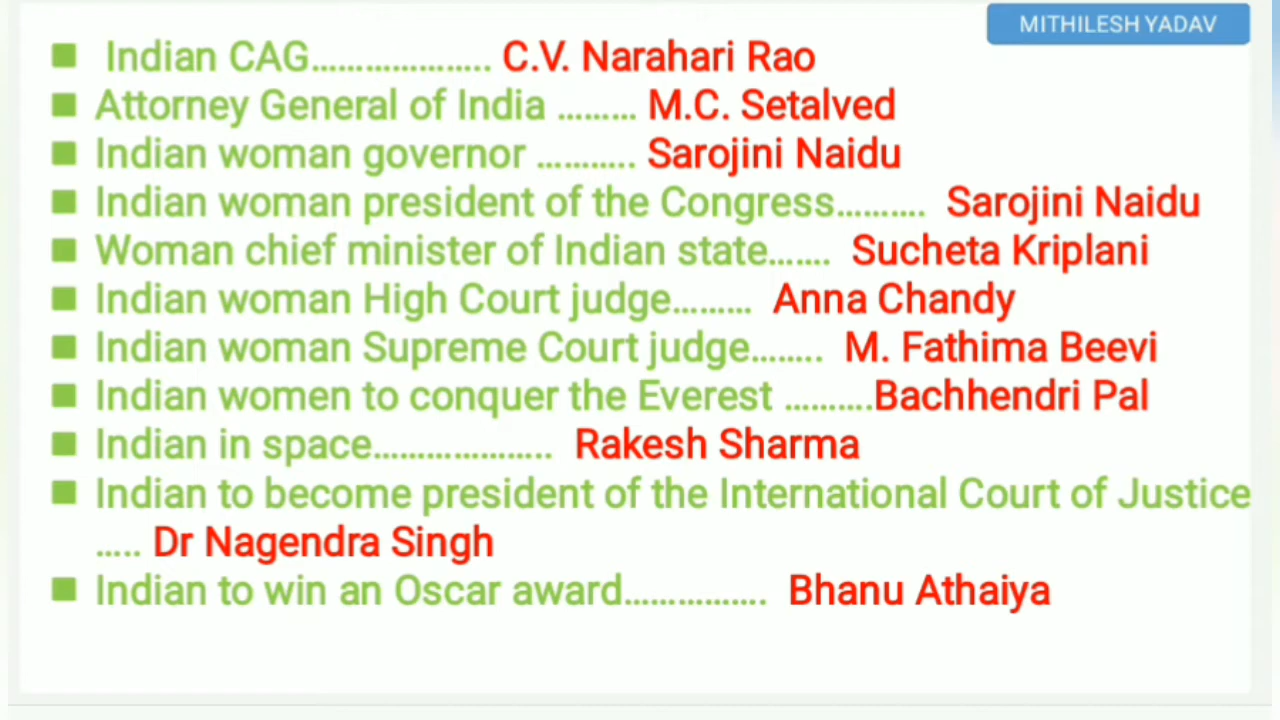 MITHILESH YADAV
Indian CAG.................... C.V. Narahari Rao
Attorney General of India ......... M.C. Setalved
Indian woman governor ........... Sarojini Naidu
Indian woman president of the Congress.......... Sarojini Naidu
Woman chief minister of Indian state....... Sucheta Kriplani
Indian woman High Court judge......... Anna Chandy
Indian woman Supreme Court judge........ M. Fathima Beevi
Indian women to conquer the Everest ..........Bachhendri Pal
Indian in space.................... Rakesh Sharma
Indian to become president of the International Court of Justice
..... Dr Nagendra Singh
Indian to win an Oscar award................ Bhanu Athaiya